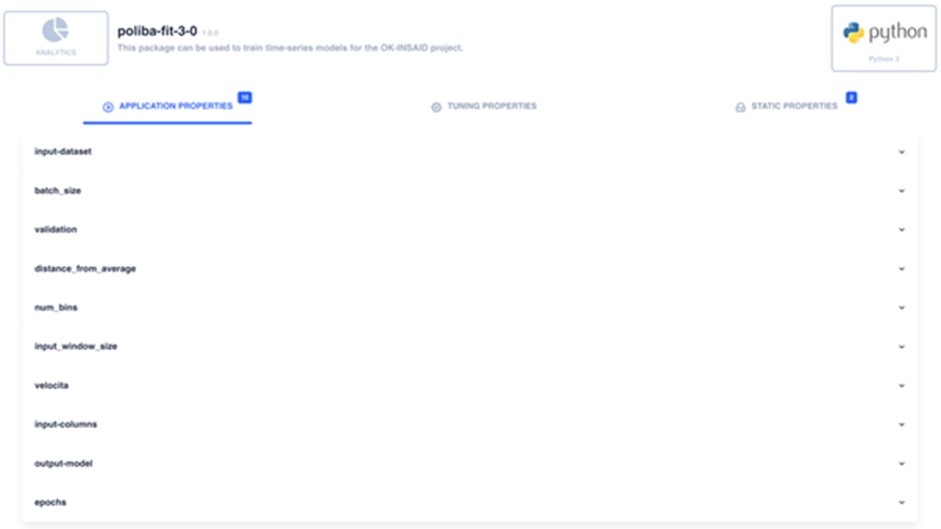 poliba-fit-3-0 1.0.0
This package can be used to train time-series models for the OK-INSAID project.
ANALYTICS
python
Python 3
APPLICATION PROPERTIES 10
TUNING PROPERTIES
STATIC PROPERTIES 2
input-dataset
batch_size
validation
distance_from_average
num_bins
input_window_size
velocita
input-columns
output-model
epochs